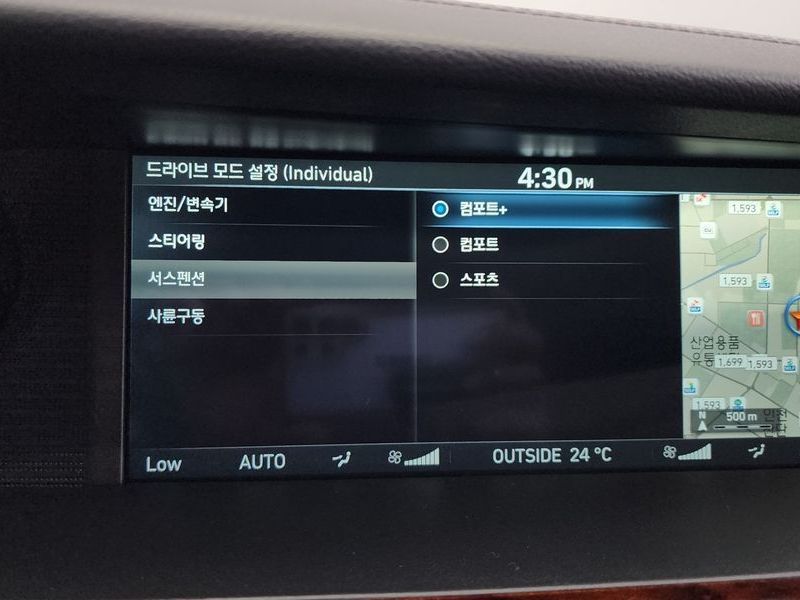 드라이브 모드 설정 (Individual)
4:30 PM
엔진/변속기
스티어링
서스펜션
사륜구동
컴포트+
컴포트
스포츠
1,593
CU
1,593
산업용품
1,699
1,593
1,593
N
500 m
Low
AUTO
OUTSIDE 24 °C